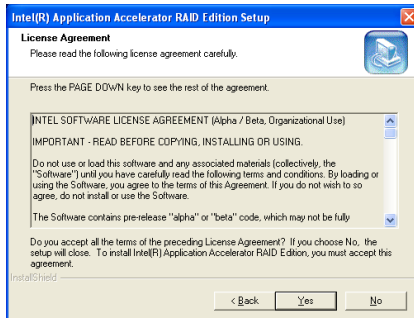 Intel(R) Application Accelerator RAID Edition Setup
License Agreement
Please read the following license agreement carefully.
Press the PAGE DOWN key to see the rest of the agreement.
INTEL SOFTWARE LICENSE AGREEMENT (Alpha / Beta, Organizational Use)
IMPORTANT - READ BEFORE COPYING, INSTALLING OR USING.
Do not use or load this software and any associated materials (collectively, the
"Software") until you have carefully read the following terms and conditions. By loading or
using the Software, you agree to the terms of this Agreement. If you do not wish to so
agree, do not install or use the Software.
The Software contains pre-release "alpha" or "beta" code, which may not be fully
Do you accept all the terms of the preceding License Agreement? If you choose No, the
setup will close. To install Intel(R) Application Accelerator RAID Edition, you must accept this
agreement.
InstallShield
< Back
Yes
No